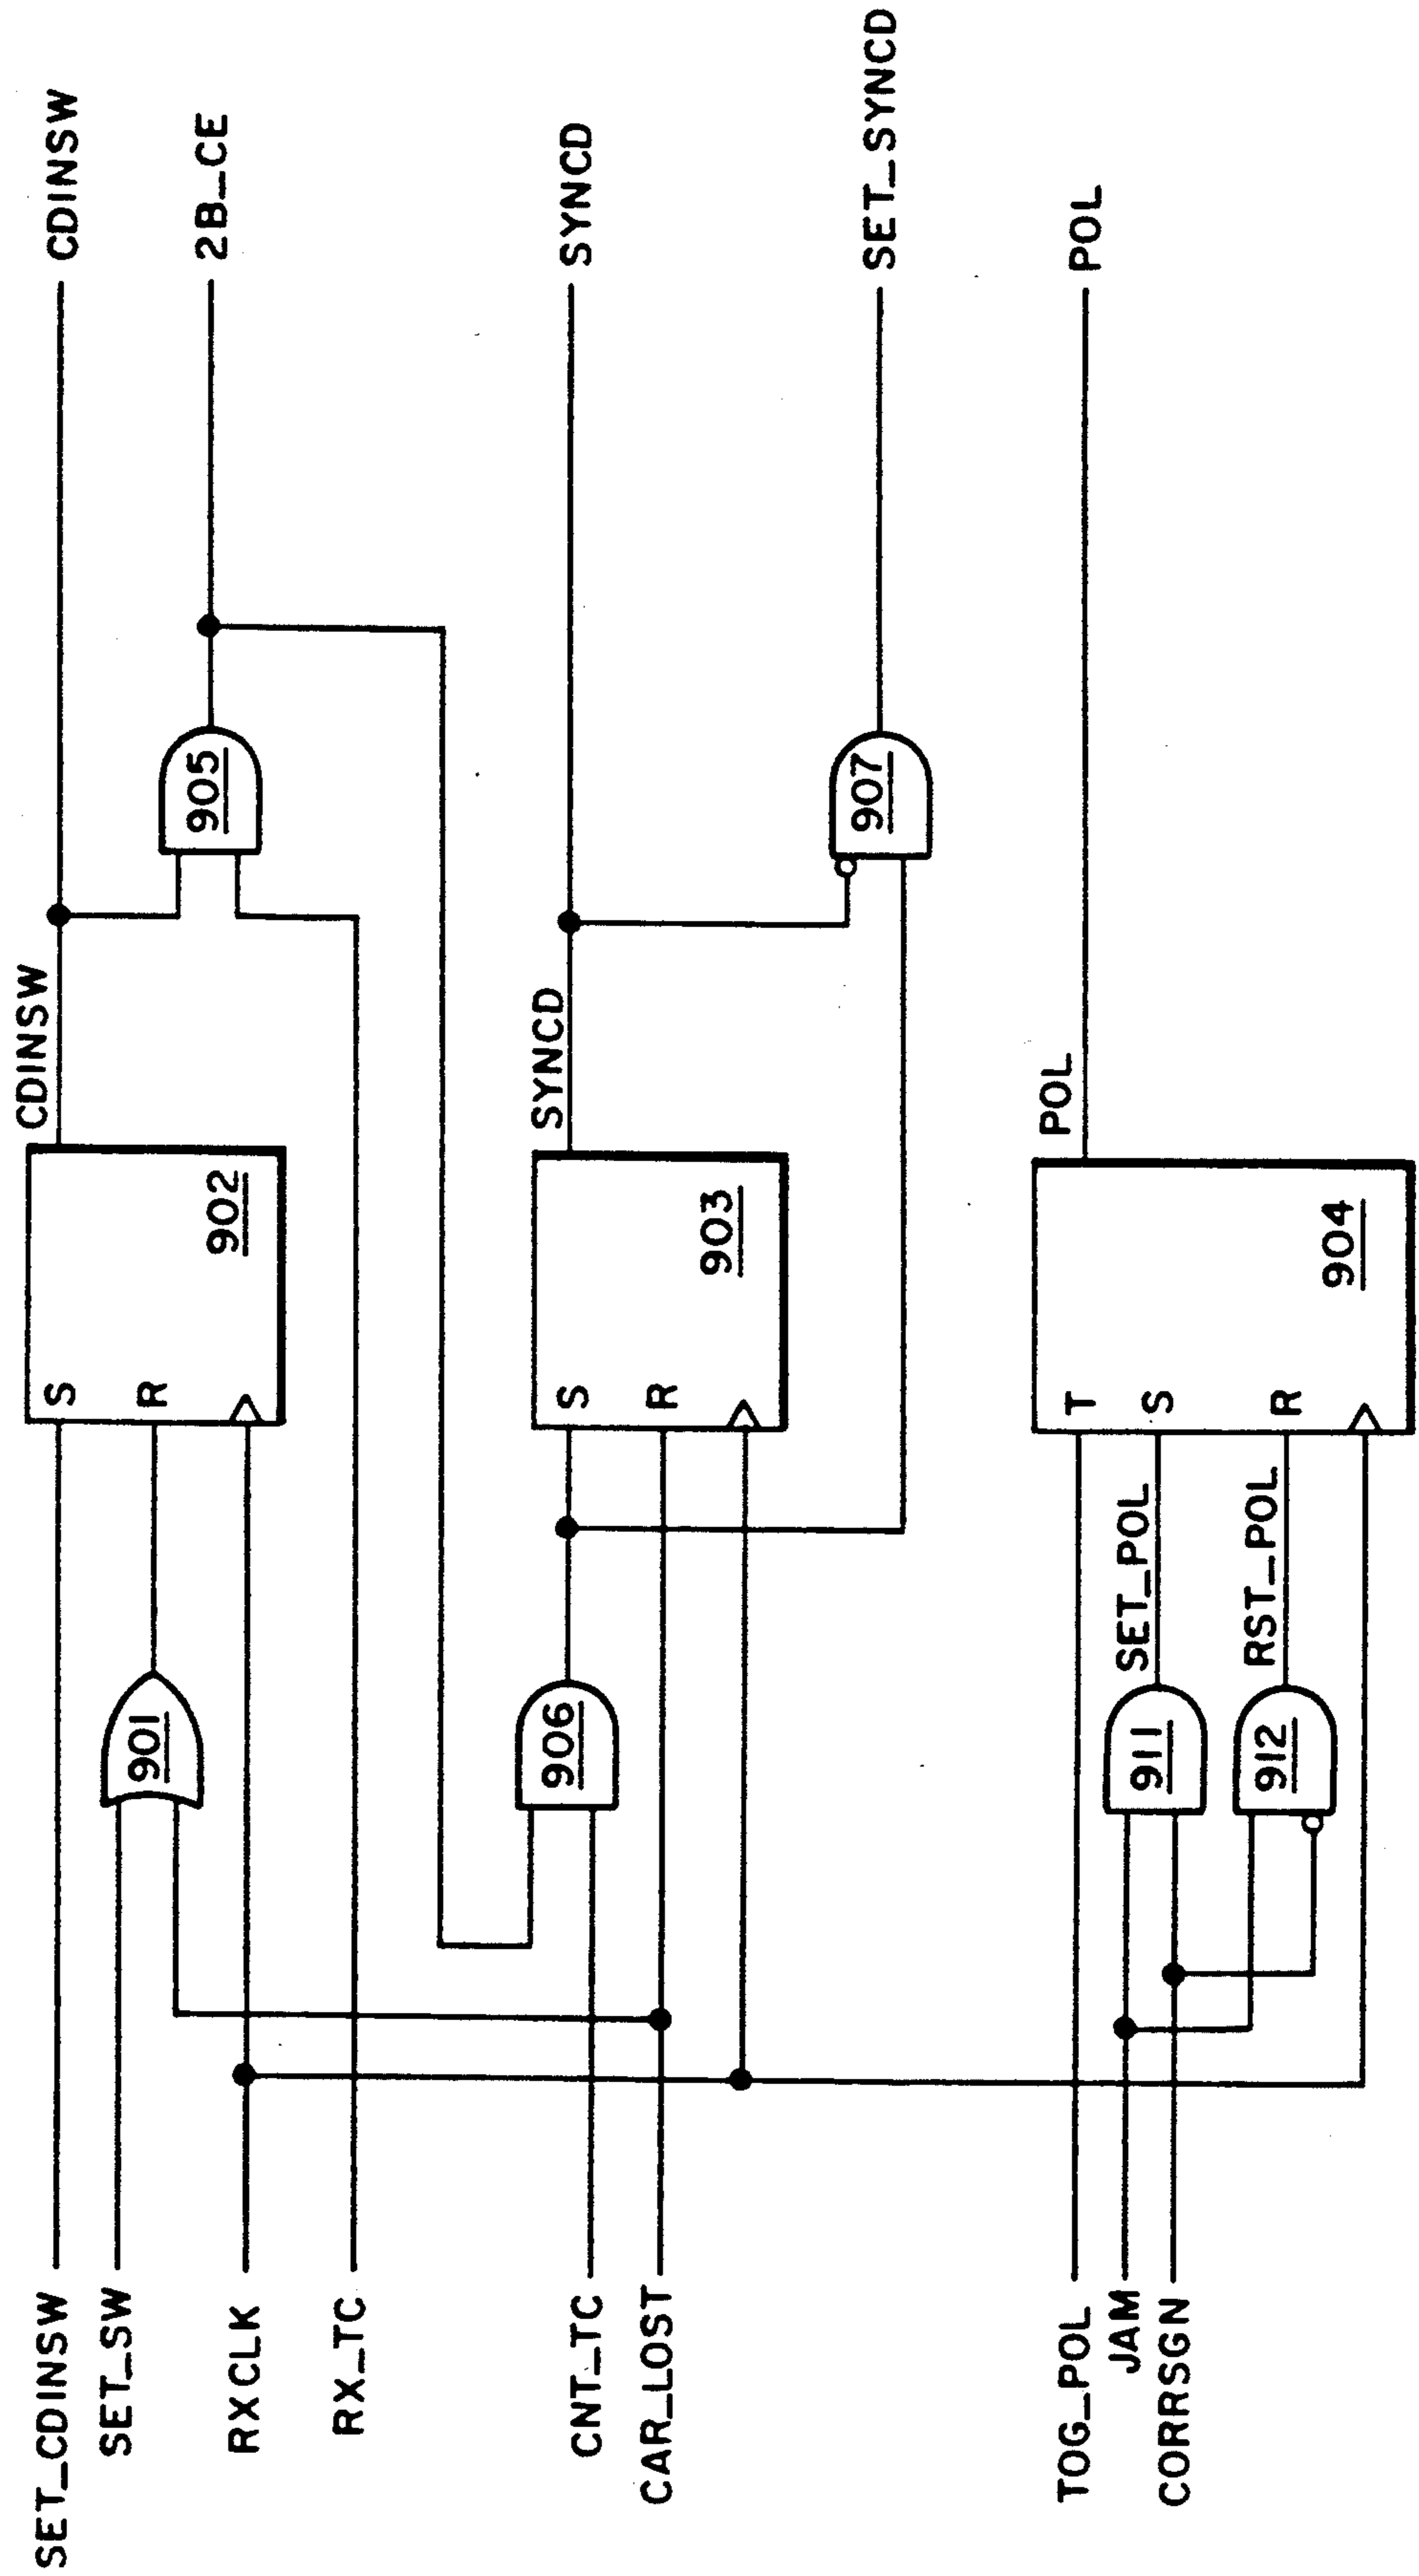 SET_CDINSW
SET_SW
RXCLK
RX_TC
CNT_TC
CAR_LOST
TOG_POL
JAM
CORRSGN
901
S
R
902
CDINSW
CDINSW
905
2B_CE
906
S
R
903
SYNCD
SYNCD
907
SET_SYNCD
911
SET_POL
912
RST_POL
T
S
R
904
POL
POL